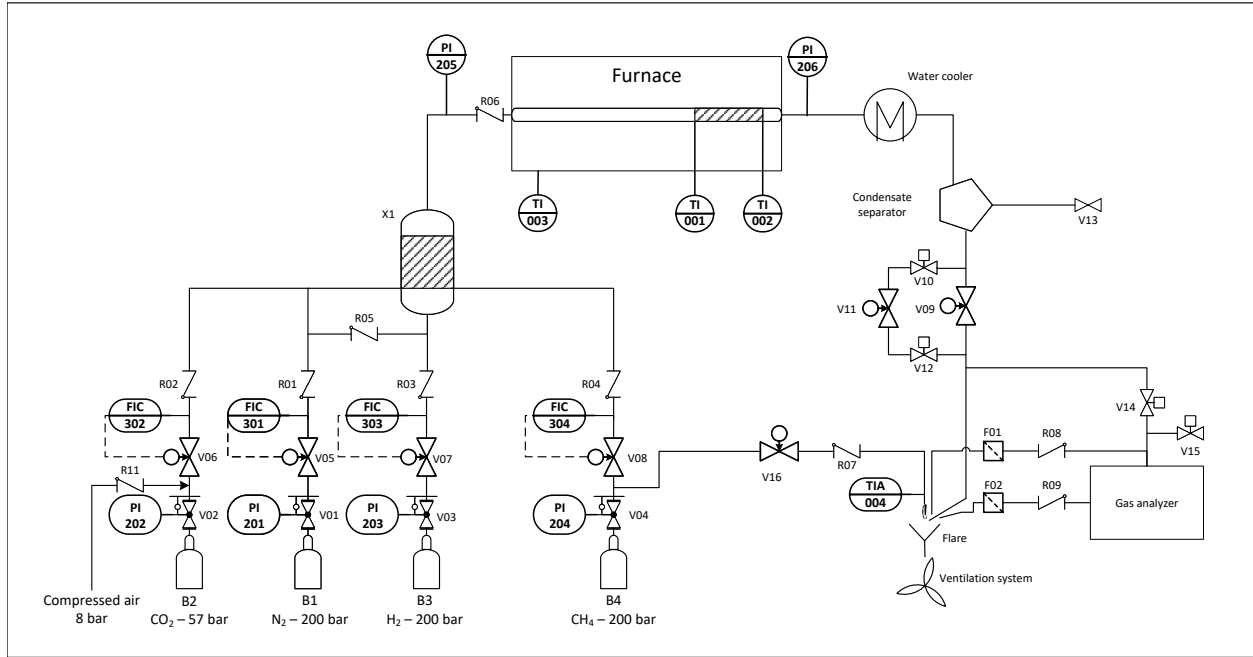 PI
205
PI
206
Furnace
Water cooler
R06
TI
003
TI
001
TI
002
X1
Condensate
separator
V13
V10
V11
V09
V12
R05
R02
R01
R03
R04
FIC
302
FIC
301
FIC
303
FIC
304
V14
F01
R08
V15
V06
V05
V07
V08
V16
R07
R11
TIA
004
F02
R09
Gas analyzer
PI
202
V02
PI
201
V01
PI
203
V03
PI
204
V04
Flare
Ventilation system
Compressed air
8 bar
B2
CO₂ – 57 bar
B1
N₂ – 200 bar
B3
H₂ – 200 bar
B4
CH₄ – 200 bar